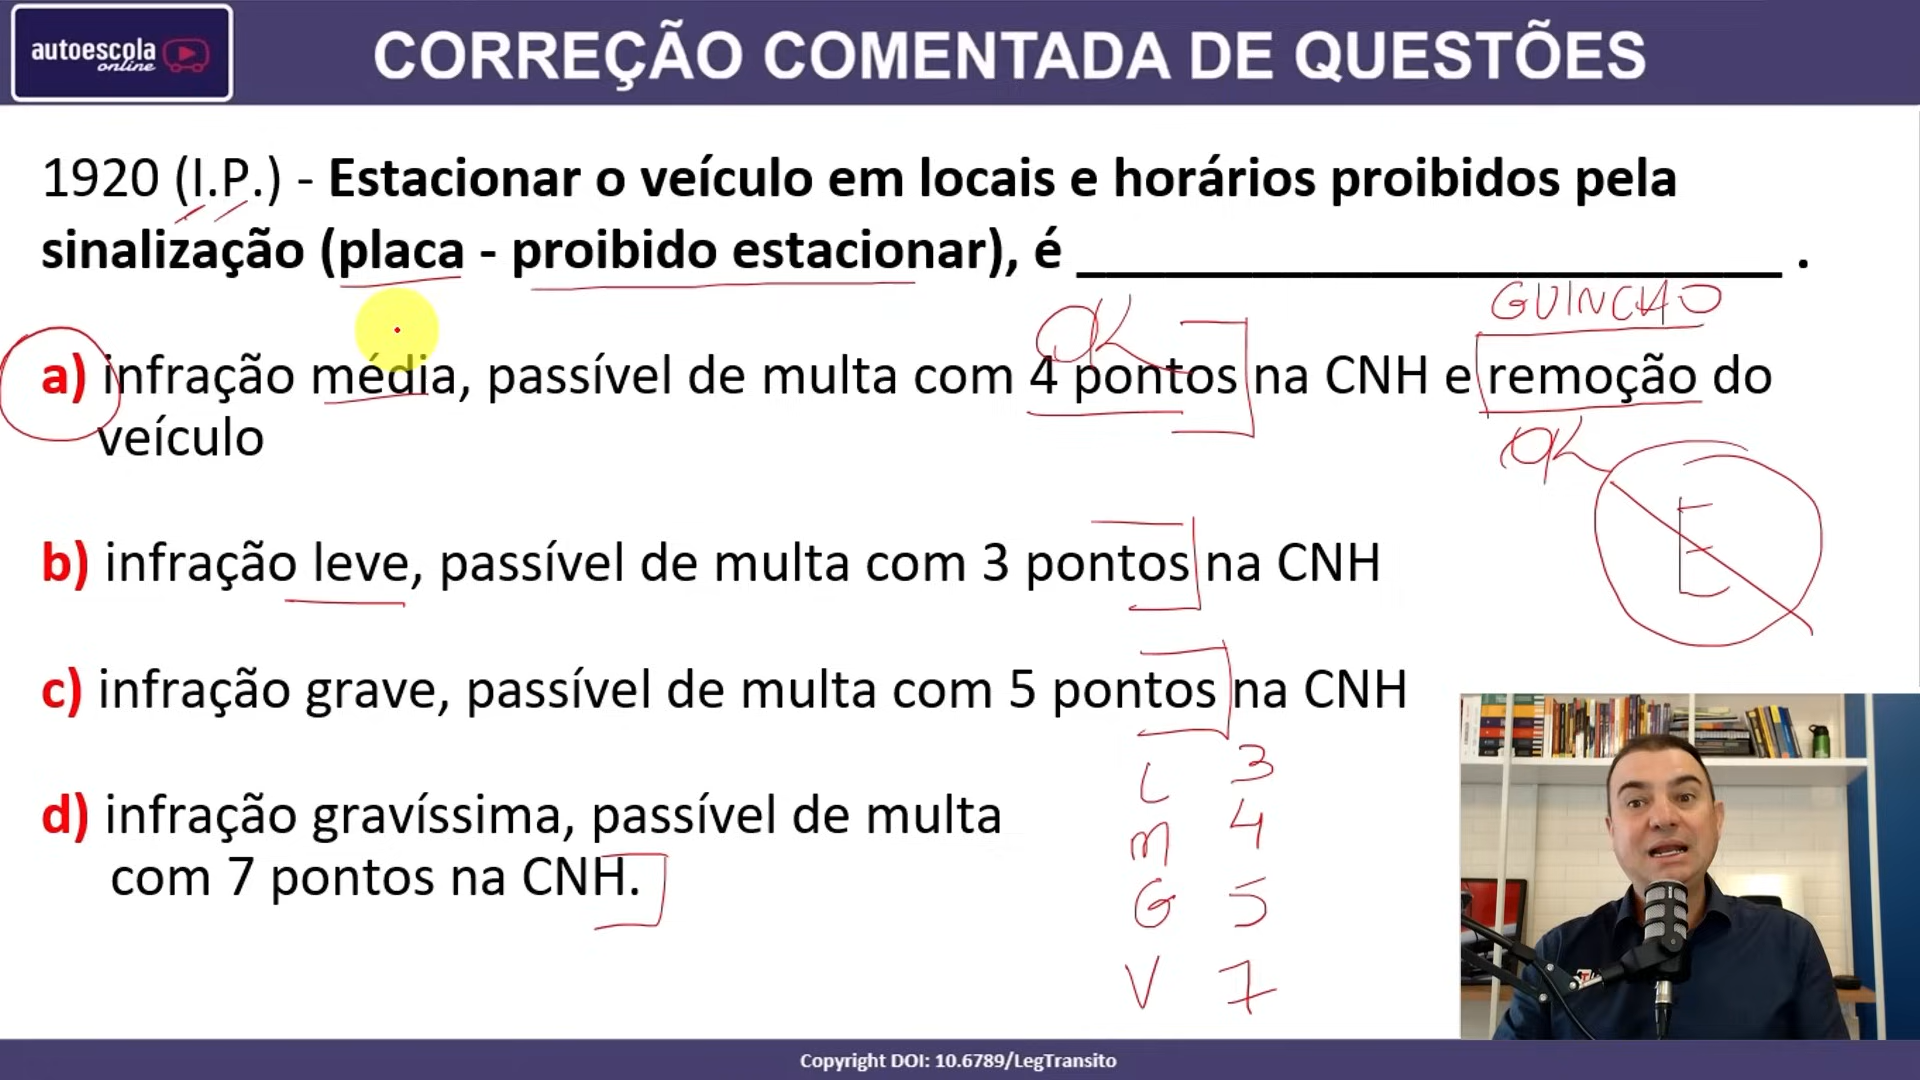 autoescola
online
CORREÇÃO COMENTADA DE QUESTÕES
1920 (I.P.) - Estacionar o veículo em locais e horários proibidos pela
sinalização (placa - proibido estacionar), é _________________________ .
GUINCHO
OK
a) infração média, passível de multa com 4 pontos na CNH e remoção do
veículo
OK
E
b) infração leve, passível de multa com 3 pontos na CNH
c) infração grave, passível de multa com 5 pontos na CNH
L 3
d) infração gravíssima, passível de multa
M 4
com 7 pontos na CNH.
G 5
V 7
Copyright DOI: 10.6789/LegTransito